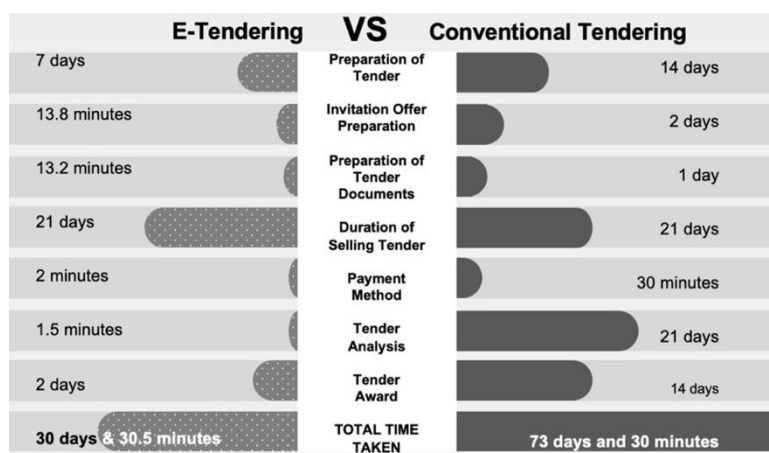 E-Tendering VS Conventional Tendering
7 days
Preparation of
Tender
14 days
13.8 minutes
Invitation Offer
Preparation
2 days
13.2 minutes
Preparation of
Tender
Documents
1 day
21 days
Duration of
Selling Tender
21 days
2 minutes
Payment
Method
30 minutes
1.5 minutes
Tender
Analysis
21 days
2 days
Tender
Award
14 days
30 days & 30.5 minutes
TOTAL TIME
TAKEN
73 days and 30 minutes